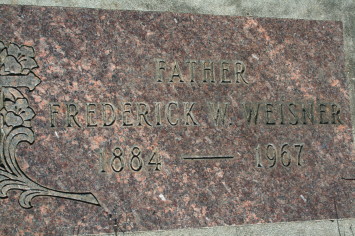 FATHER
FREDERICK W. WEISNER
1884 — 1967